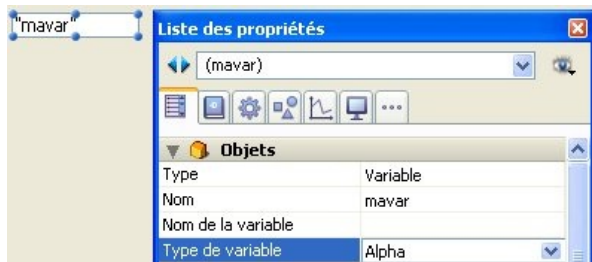 "mavar"
Liste des propriétés
(mavar)
Objets
Type Variable
Nom mavar
Nom de la variable
Type de variable Alpha